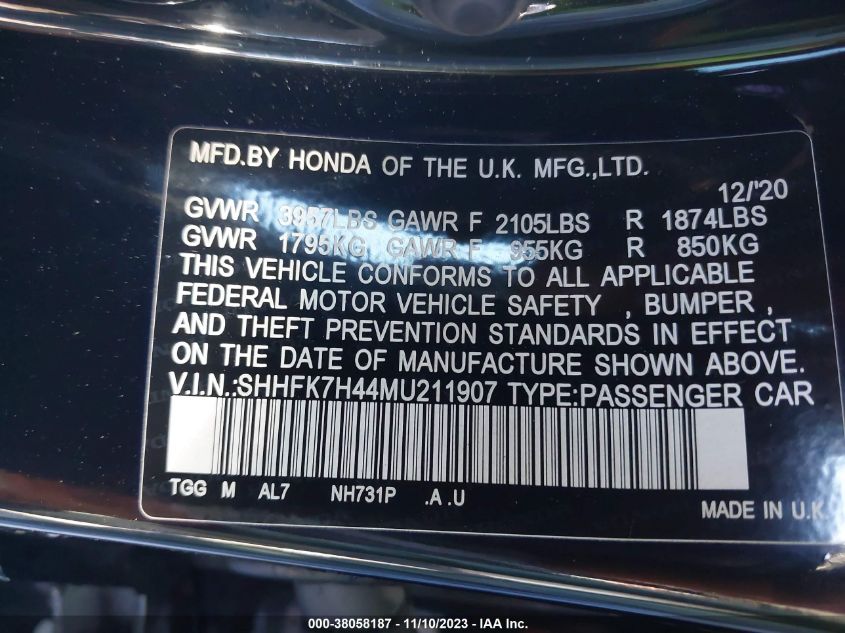 MFD.BY HONDA OF THE U.K. MFG.,LTD.
12/'20
GVWR 3957LBS GAWR F 2105LBS R 1874LBS
GVWR 1795KG GAWR F 955KG R 850KG
THIS VEHICLE CONFORMS TO ALL APPLICABLE
FEDERAL MOTOR VEHICLE SAFETY , BUMPER ,
AND THEFT PREVENTION STANDARDS IN EFFECT
ON THE DATE OF MANUFACTURE SHOWN ABOVE.
V.I.N.:SHHFK7H44MU211907 TYPE:PASSENGER CAR
TGG M AL7 NH731P .A .U
MADE IN U.K.
000-38058187 - 11/10/2023 - IAA Inc.